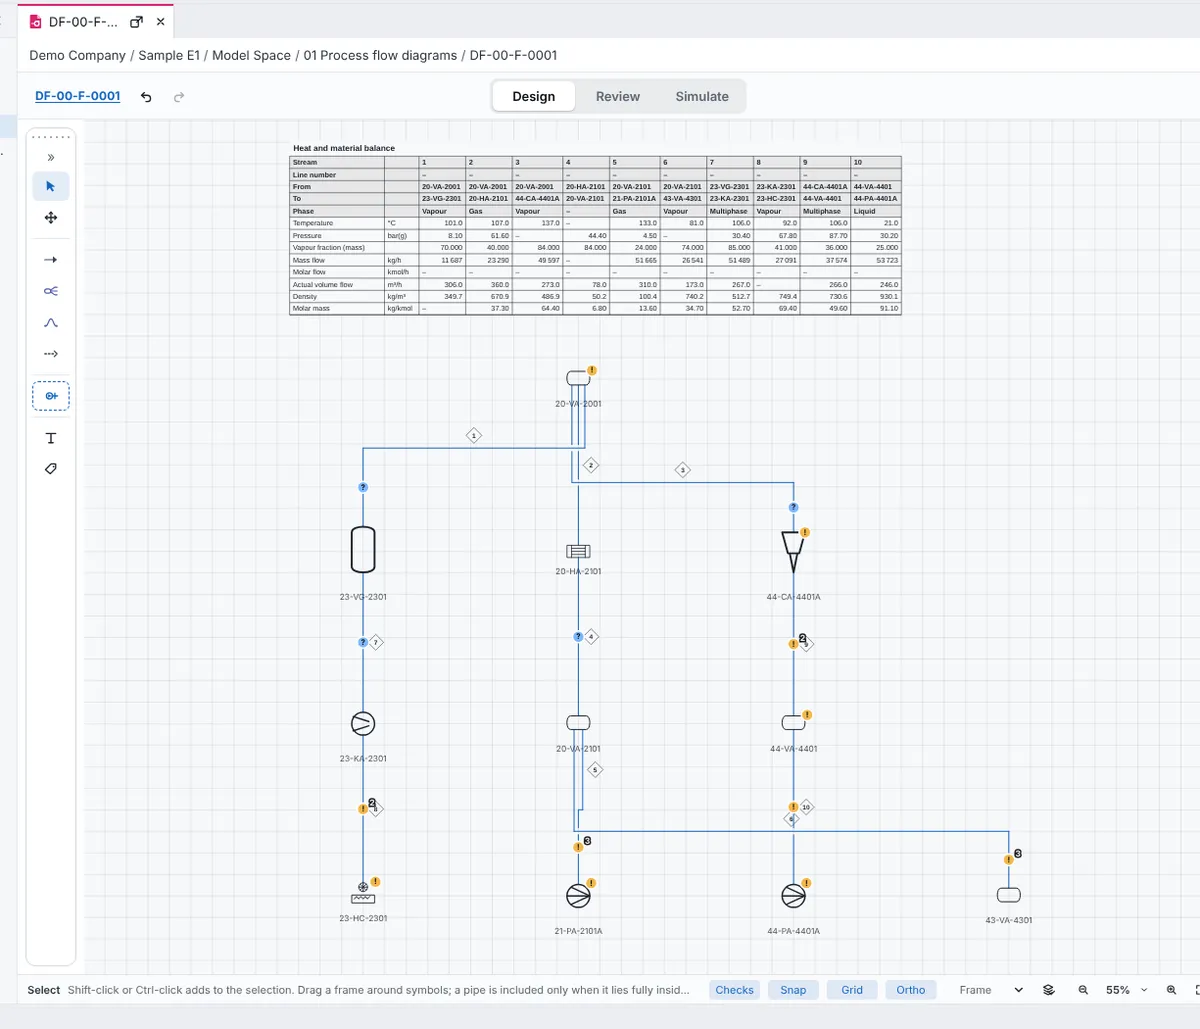 DF-00-F-...
Demo Company / Sample E1 / Model Space / 01 Process flow diagrams / DF-00-F-0001
DF-00-F-0001
Design Review Simulate
Heat and material balance
Stream 1 2 3 4 5 6 7 8 9 10
Line number – – – – – – – – – –
From 20-VA-2001 20-VA-2001 20-VA-2001 20-HA-2101 20-VA-2101 20-VA-2101 23-VG-2301 23-KA-2301 44-CA-4401A 44-VA-4401
To 23-VG-2301 20-HA-2101 44-CA-4401A 20-VA-2101 21-PA-2101A 43-VA-4301 23-KA-2301 23-HC-2301 44-VA-4401 44-PA-4401A
Phase Vapour Gas Vapour – Gas Vapour Multiphase Vapour Multiphase Liquid
Temperature °C 101.0 107.0 137.0 – 133.0 81.0 106.0 92.0 106.0 21.0
Pressure bar(g) 8.10 61.60 – 44.40 4.50 – 30.40 67.80 87.70 30.20
Vapour fraction (mass) 70.000 40.000 84.000 84.000 24.000 74.000 85.000 41.000 36.000 25.000
Mass flow kg/h 11 687 23 290 49 597 – 51 665 26 541 51 489 27 091 37 574 53 723
Molar flow kmol/h – – – – – – – – – –
Actual volume flow m³/h 306.0 360.0 273.0 78.0 310.0 173.0 267.0 – 266.0 246.0
Density kg/m³ 349.7 670.9 486.9 50.2 100.4 740.2 512.7 749.4 730.6 930.1
Molar mass kg/kmol – 37.30 64.40 6.80 13.60 34.70 52.70 69.40 49.60 91.10
!
20-VA-2001
1
2
3
?
?
!
20-HA-2101
23-VG-2301
44-CA-4401A
? 7
? 4
! 2 9
!
20-VA-2101
44-VA-4401
23-KA-2301
5
! 2 8
! 10
6
! 3
! 3
!
!
!
23-HC-2301
21-PA-2101A
44-PA-4401A
43-VA-4301
Select Shift-click or Ctrl-click adds to the selection. Drag a frame around symbols; a pipe is included only when it lies fully insid... Checks Snap Grid Ortho Frame 55%